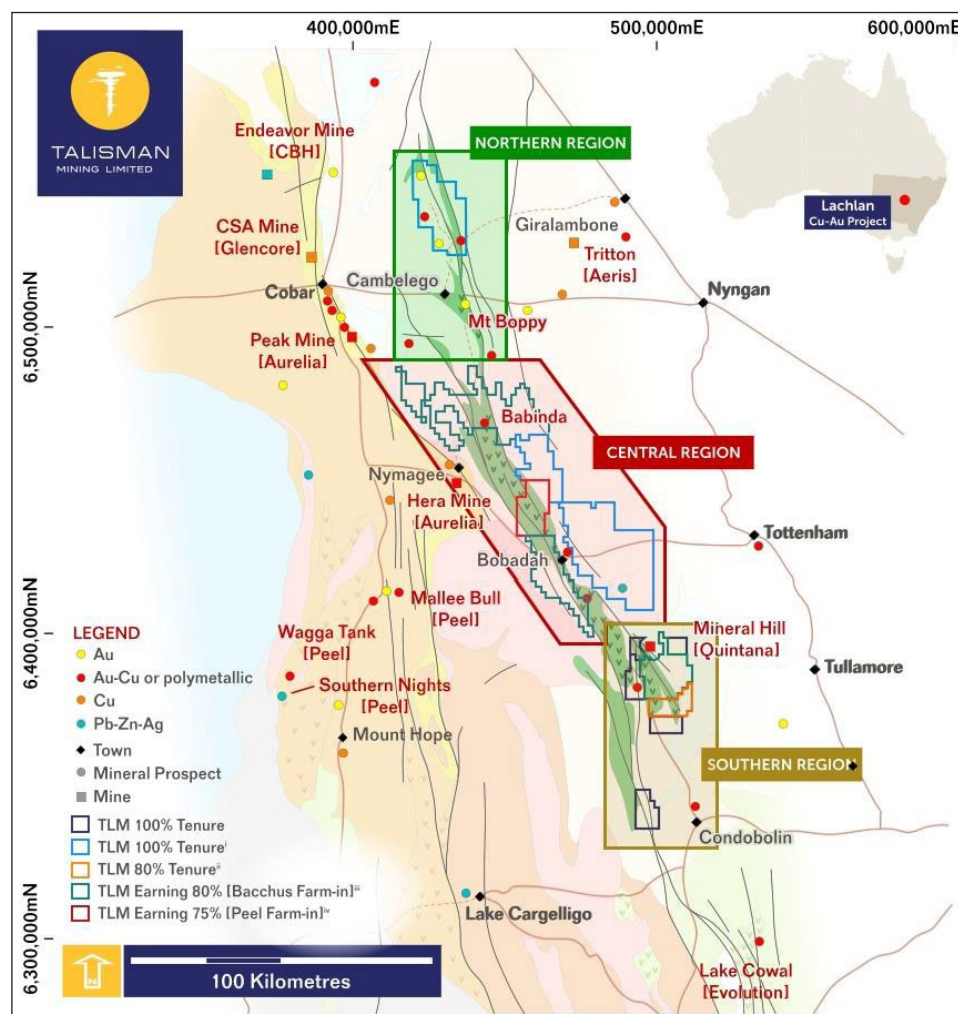 400,000mE
500,000mE
600,000mE
TALISMAN
MINING LIMITED
Endeavor Mine
[CBH]
NORTHERN REGION
Lachlan
Cu-Au Project
CSA Mine
[Glencore]
Giralambone
Tritton
[Aeris]
Cobar
Cambelego
Nyngan
6,500,000mN
Mt Boppy
Peak Mine
[Aurelia]
Babinda
CENTRAL REGION
Nymagee
Hera Mine
[Aurelia]
Tottenham
Bobadah
Mallee Bull
[Peel]
6,400,000mN
Wagga Tank
[Peel]
Mineral Hill
[Quintana]
Tullamore
Southern Nights
[Peel]
Mount Hope
SOUTHERN REGION
Condobolin
LEGEND
Au
Au-Cu or polymetallic
Cu
Pb-Zn-Ag
Town
Mineral Prospect
Mine
TLM 100% Tenure
TLM 100% Tenureⁱ
TLM 80% Tenureⁱⁱ
TLM Earning 80% [Bacchus Farm-in]ⁱⁱⁱ
TLM Earning 75% [Peel Farm-in]ⁱᵛ
Lake Cargelligo
6,300,000mN
Lake Cowal
[Evolution]
N
100 Kilometres